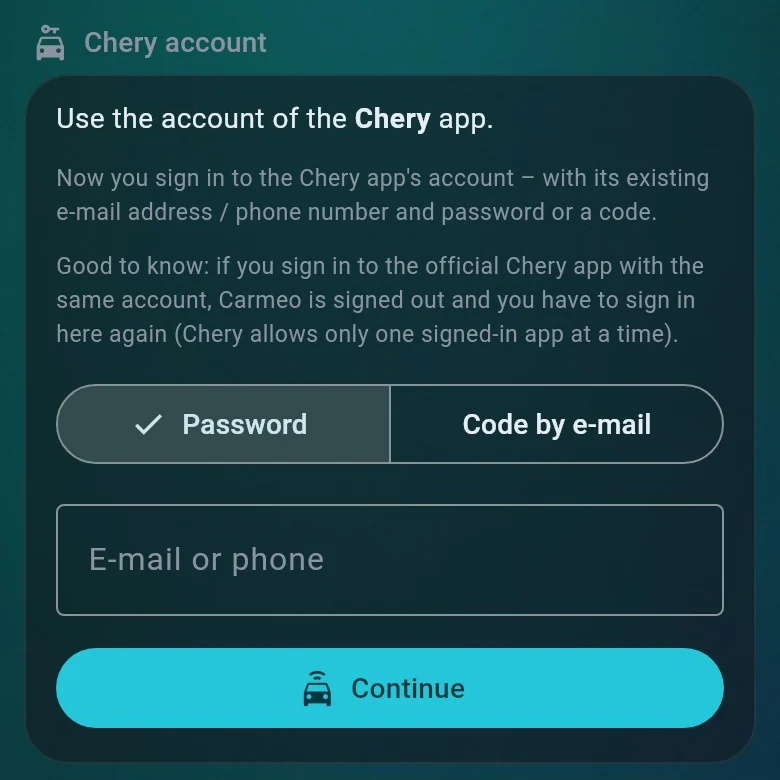 Chery account
Use the account of the Chery app.
Now you sign in to the Chery app's account – with its existing
e-mail address / phone number and password or a code.
Good to know: if you sign in to the official Chery app with the
same account, Carmeo is signed out and you have to sign in
here again (Chery allows only one signed-in app at a time).
Password
Code by e-mail
E-mail or phone
Continue